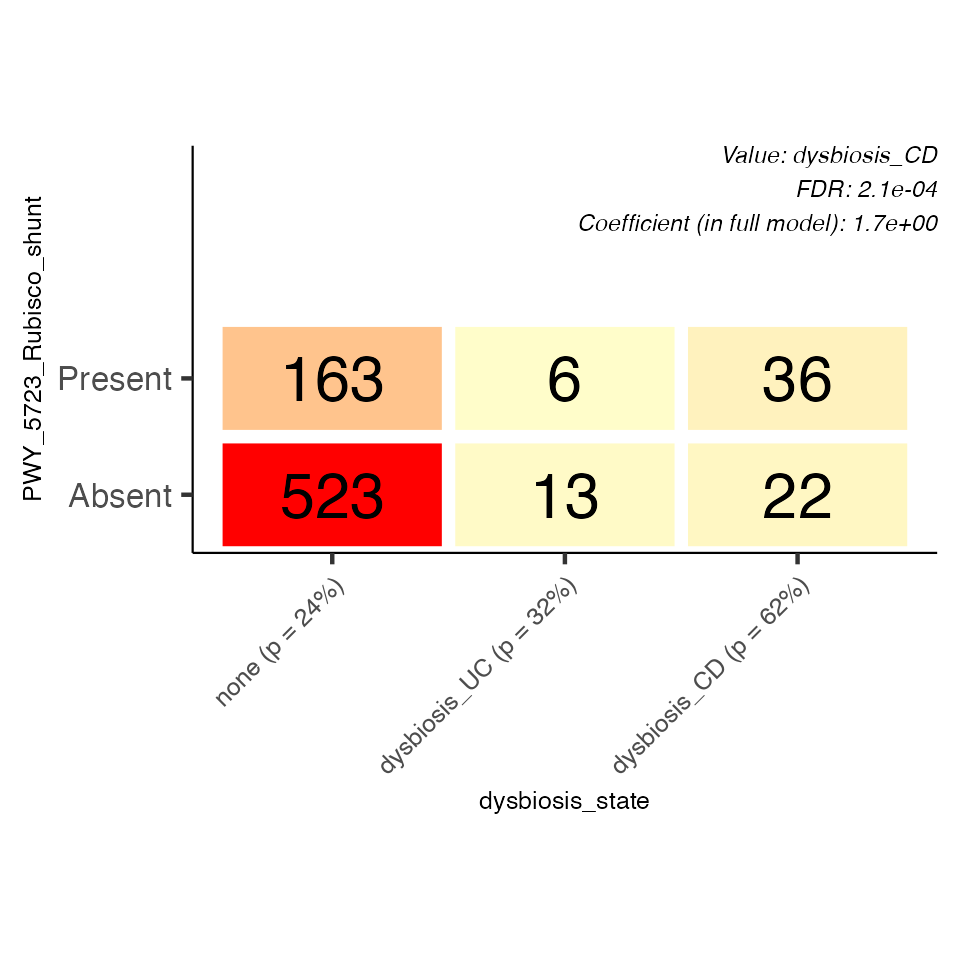 Value: dysbiosis_CD
FDR: 2.1e-04
Coefficient (in full model): 1.7e+00
PWY_5723_Rubisco_shunt
Present
163
6
36
Absent
523
13
22
none (p = 24%)
dysbiosis_UC (p = 32%)
dysbiosis_CD (p = 62%)
dysbiosis_state